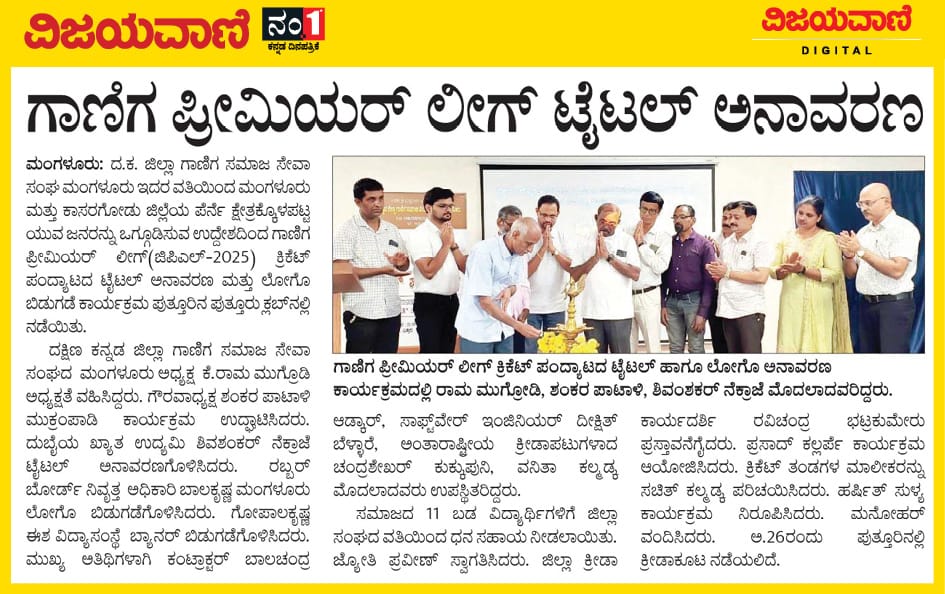 ವಿಜಯವಾಣಿ
ನಂ.1
ಕನ್ನಡ ದಿನಪತ್ರಿಕೆ
ವಿಜಯವಾಣಿ
DIGITAL
ಗಾಣಿಗ ಪ್ರೀಮಿಯರ್ ಲೀಗ್ ಟೈಟಲ್ ಅನಾವರಣ
ಮಂಗಳೂರು: ದ.ಕ. ಜಿಲ್ಲಾ ಗಾಣಿಗ ಸಮಾಜ ಸೇವಾ
ಸಂಘ ಮಂಗಳೂರು ಇದರ ವತಿಯಿಂದ ಮಂಗಳೂರು
ಮತ್ತು ಕಾಸರಗೋಡು ಜಿಲ್ಲೆಯ ಪೆರ್ನೆ ಕ್ಷೇತ್ರಕ್ಕೊಳಪಟ್ಟ
ಯುವ ಜನರನ್ನು ಒಗ್ಗೂಡಿಸುವ ಉದ್ದೇಶದಿಂದ ಗಾಣಿಗ
ಪ್ರೀಮಿಯರ್ ಲೀಗ್(ಜಿಪಿಎಲ್-2025) ಕ್ರಿಕೆಟ್
ಪಂದ್ಯಾಟದ ಟೈಟಲ್ ಅನಾವರಣ ಮತ್ತು ಲೋಗೊ
ಬಿಡುಗಡೆ ಕಾರ್ಯಕ್ರಮ ಪುತ್ತೂರಿನ ಪುತ್ತೂರು ಕ್ಲಬ್‌ನಲ್ಲಿ
ನಡೆಯಿತು.
ದಕ್ಷಿಣ ಕನ್ನಡ ಜಿಲ್ಲಾ ಗಾಣಿಗ ಸಮಾಜ ಸೇವಾ
ಸಂಘದ ಮಂಗಳೂರು ಅಧ್ಯಕ್ಷ ಕೆ.ರಾಮ ಮುಗ್ರೊಡಿ
ಅಧ್ಯಕ್ಷತೆ ವಹಿಸಿದ್ದರು. ಗೌರವಾಧ್ಯಕ್ಷ ಶಂಕರ ಪಾಟಾಳಿ
ಮುಕ್ರಂಪಾಡಿ ಕಾರ್ಯಕ್ರಮ ಉದ್ಘಾಟಿಸಿದರು.
ದುಬೈಯ ಖ್ಯಾತ ಉದ್ಯಮಿ ಶಿವಶಂಕರ್ ನೆಕ್ರಾಜೆ
ಟೈಟಲ್ ಅನಾವರಣಗೊಳಿಸಿದರು. ರಬ್ಬರ್
ಬೋರ್ಡ್ ನಿವೃತ್ತ ಅಧಿಕಾರಿ ಬಾಲಕೃಷ್ಣ ಮಂಗಳೂರು
ಲೋಗೊ ಬಿಡುಗಡೆಗೊಳಿಸಿದರು. ಗೋಪಾಲಕೃಷ್ಣ
ಈಶ ವಿದ್ಯಾಸಂಸ್ಥೆ ಬ್ಯಾನರ್ ಬಿಡುಗಡೆಗೊಳಿಸಿದರು.
ಮುಖ್ಯ ಅತಿಥಿಗಳಾಗಿ ಕಂಟ್ರಾಕ್ಟರ್ ಬಾಲಚಂದ್ರ
ಗಾಣಿಗ ಪ್ರೀಮಿಯರ್ ಲೀಗ್ ಕ್ರಿಕೆಟ್ ಪಂದ್ಯಾಟದ ಟೈಟಲ್ ಹಾಗೂ ಲೋಗೊ ಅನಾವರಣ
ಕಾರ್ಯಕ್ರಮದಲ್ಲಿ ರಾಮ ಮುಗ್ರೋಡಿ, ಶಂಕರ ಪಾಟಾಳಿ, ಶಿವಂಶಕರ್ ನೆಕ್ರಾಜೆ ಮೊದಲಾದವರಿದ್ದರು.
ಅಡ್ಕಾರ್, ಸಾಫ್ಟ್‌ವೇರ್ ಇಂಜಿನಿಯರ್ ದೀಕ್ಷಿತ್
ಬೆಳ್ಳಾರೆ, ಅಂತಾರಾಷ್ಟ್ರೀಯ ಕ್ರೀಡಾಪಟುಗಳಾದ
ಚಂದ್ರಶೇಖರ್ ಕುಕ್ಕುಪುನಿ, ವನಿತಾ ಕಲ್ಮಡ್ಕ
ಮೊದಲಾದವರು ಉಪಸ್ಥಿತರಿದ್ದರು.
ಸಮಾಜದ 11 ಬಡ ವಿದ್ಯಾರ್ಥಿಗಳಿಗೆ ಜಿಲ್ಲಾ
ಸಂಘದ ವತಿಯಿಂದ ಧನ ಸಹಾಯ ನೀಡಲಾಯಿತು.
ಜ್ಯೋತಿ ಪ್ರವೀಣ್ ಸ್ವಾಗತಿಸಿದರು. ಜಿಲ್ಲಾ ಕ್ರೀಡಾ
ಕಾರ್ಯದರ್ಶಿ ರವಿಚಂದ್ರ ಭಟ್ರಕುಮೇರು
ಪ್ರಸ್ತಾವನೆಗೈದರು. ಪ್ರಸಾದ್ ಕಲ್ಲರ್ಪೆ ಕಾರ್ಯಕ್ರಮ
ಆಯೋಜಿಸಿದರು. ಕ್ರಿಕೆಟ್ ತಂಡಗಳ ಮಾಲೀಕರನ್ನು
ಸಚಿತ್ ಕಲ್ಮಡ್ಕ ಪರಿಚಯಿಸಿದರು. ಹರ್ಷಿತ್ ಸುಳ್ಯ
ಕಾರ್ಯಕ್ರಮ ನಿರೂಪಿಸಿದರು. ಮನೋಹರ್
ವಂದಿಸಿದರು. ಅ.26ರಂದು ಪುತ್ತೂರಿನಲ್ಲಿ
ಕ್ರೀಡಾಕೂಟ ನಡೆಯಲಿದೆ.